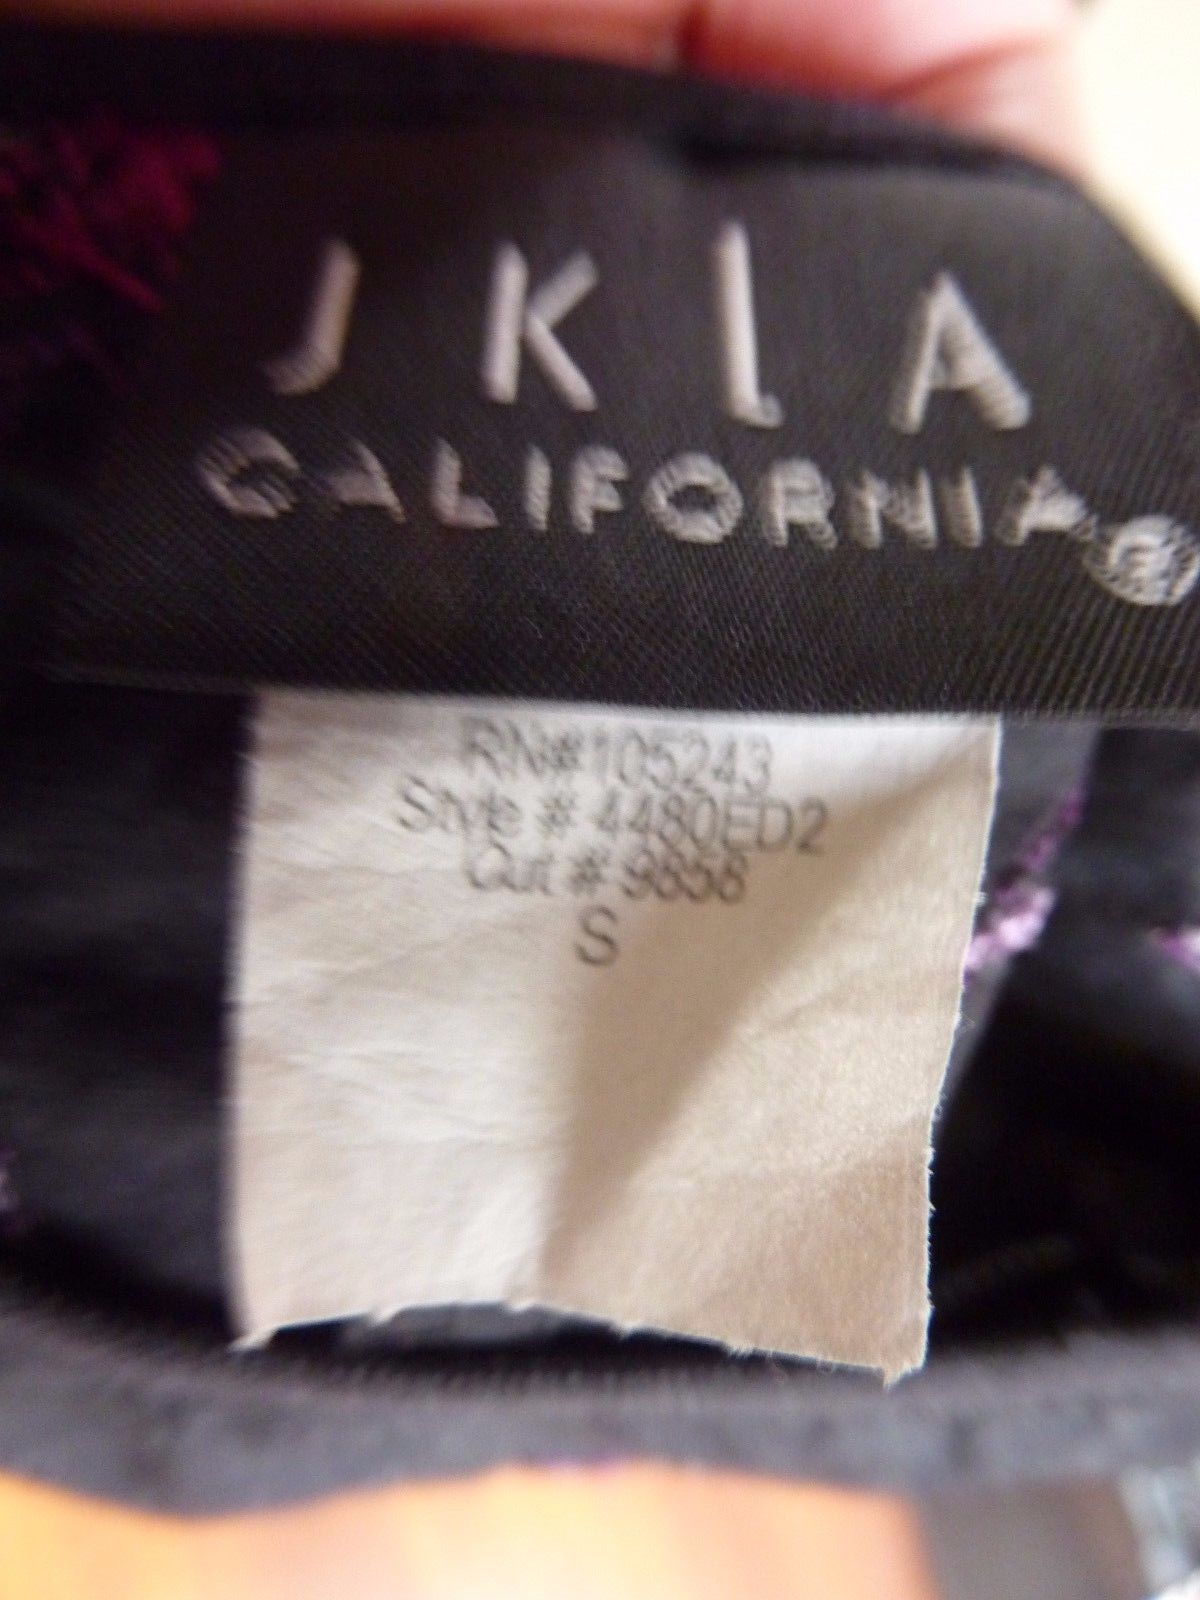 JKLA
CALIFORNIA®
RN#105243
Style # 4480ED2
Cut # 9858
S